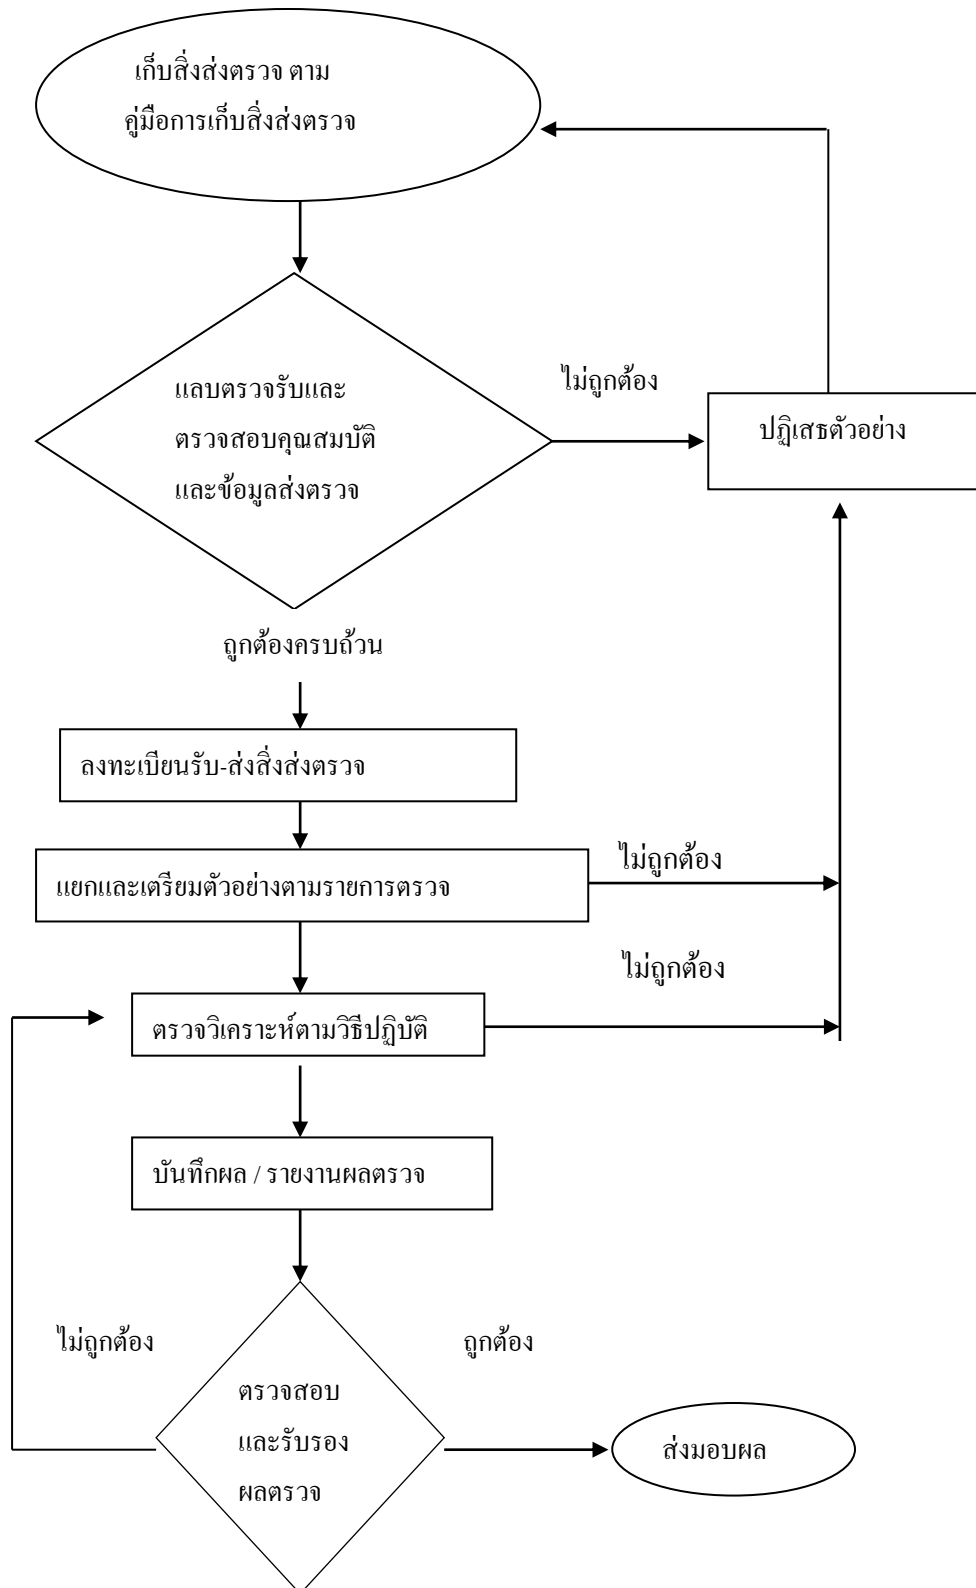 เก็บสิ่งส่งตรวจ ตาม
คู่มือการเก็บสิ่งส่งตรวจ
แลบตรวจรับและ
ตรวจสอบคุณสมบัติ
และข้อมูลส่งตรวจ
ไม่ถูกต้อง
ปฏิเสธตัวอย่าง
ถูกต้องครบถ้วน
ลงทะเบียนรับ-ส่งสิ่งส่งตรวจ
แยกและเตรียมตัวอย่างตามรายการตรวจ
ไม่ถูกต้อง
ไม่ถูกต้อง
ตรวจวิเคราะห์ตามวิธีปฏิบัติ
บันทึกผล / รายงานผลตรวจ
ไม่ถูกต้อง
ถูกต้อง
ตรวจสอบ
และรับรอง
ผลตรวจ
ส่งมอบผล